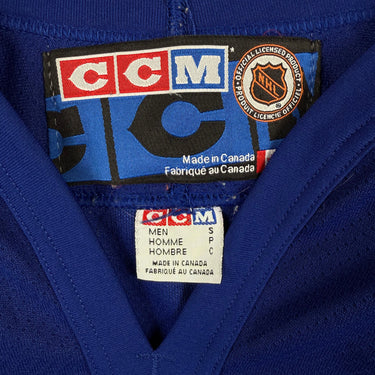 CCM
OFFICIAL LICENSED PRODUCT
NHL
PRODUIT LICENCIÉ OFFICIEL
Made in Canada
Fabriqué au Canada
CCM
MEN S
HOMME P
HOMBRE C
MADE IN CANADA
FABRIQUÉ AU CANADA